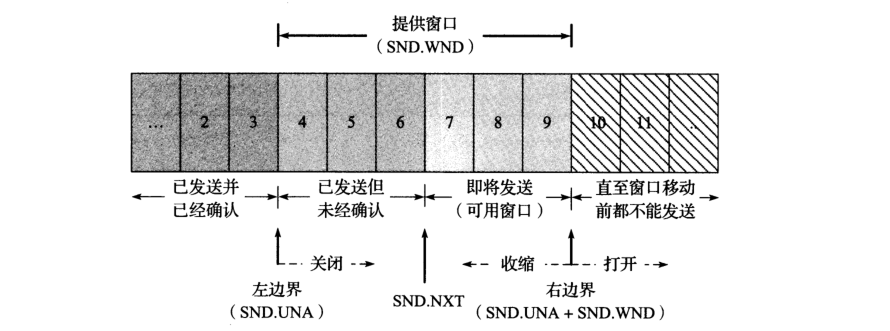 提供窗口
（SND.WND）
... 2 3 4 5 6 7 8 9 10 11 ..
已发送并 已发送但 即将发送 直至窗口移动
已经确认 未经确认 （可用窗口） 前都不能发送
关闭 收缩 打开
左边界 SND.NXT 右边界
（SND.UNA） （SND.UNA + SND.WND）